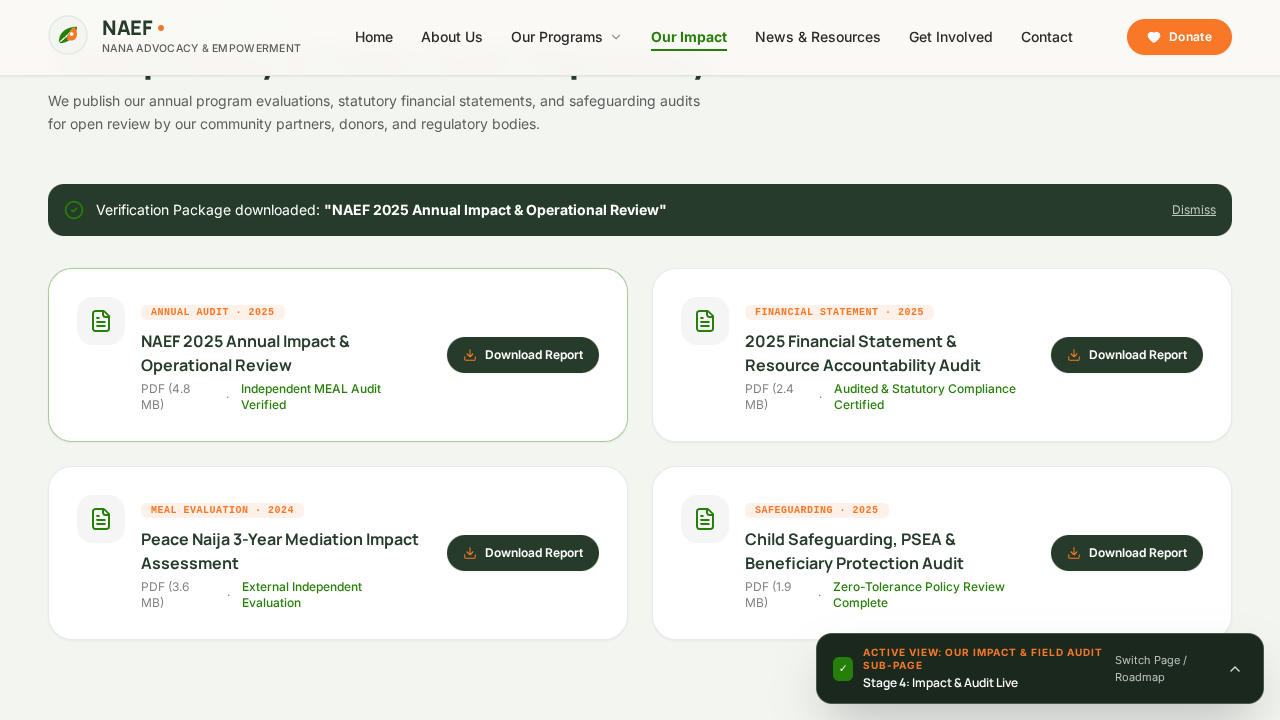 NAEF
NANA ADVOCACY & EMPOWERMENT
Home
About Us
Our Programs
Our Impact
News & Resources
Get Involved
Contact
Donate
We publish our annual program evaluations, statutory financial statements, and safeguarding audits
for open review by our community partners, donors, and regulatory bodies.
Verification Package downloaded: "NAEF 2025 Annual Impact & Operational Review"
Dismiss
ANNUAL AUDIT · 2025
NAEF 2025 Annual Impact &
Operational Review
PDF (4.8
MB)
·
Independent MEAL Audit
Verified
Download Report
FINANCIAL STATEMENT · 2025
2025 Financial Statement &
Resource Accountability Audit
PDF (2.4
MB)
·
Audited & Statutory Compliance
Certified
Download Report
MEAL EVALUATION · 2024
Peace Naija 3-Year Mediation Impact
Assessment
PDF (3.6
MB)
·
External Independent
Evaluation
Download Report
SAFEGUARDING · 2025
Child Safeguarding, PSEA &
Beneficiary Protection Audit
PDF (1.9
MB)
·
Zero-Tolerance Policy Review
Complete
Download Report
✓
ACTIVE VIEW: OUR IMPACT & FIELD AUDIT
SUB-PAGE
Stage 4: Impact & Audit Live
Switch Page /
Roadmap